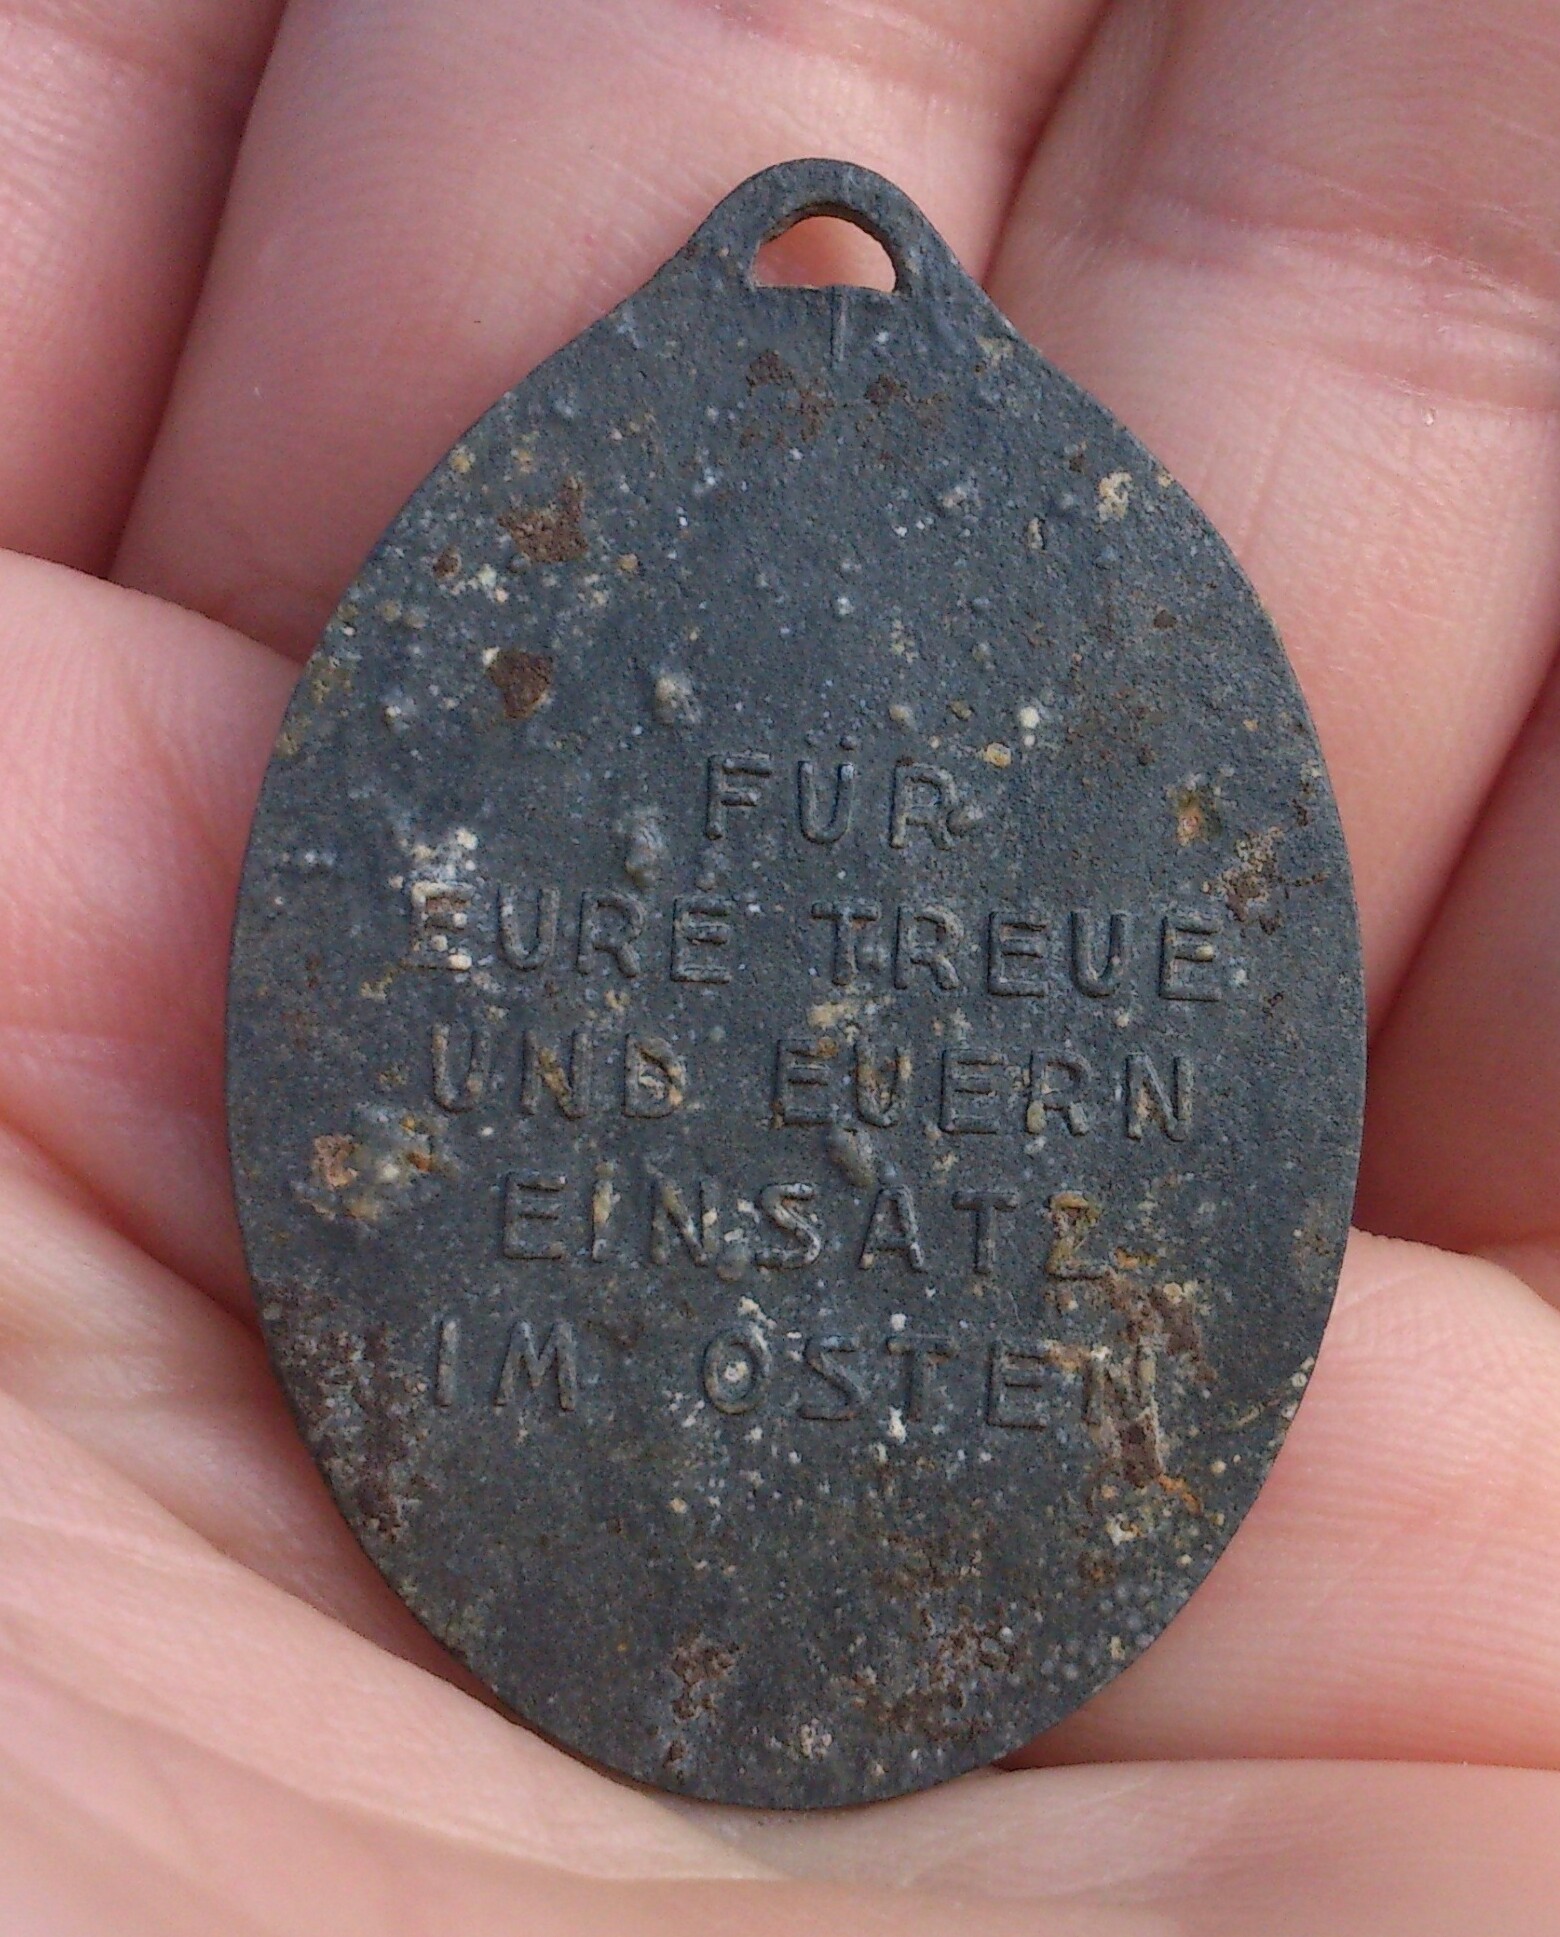 FÜR
EURE TREUE
UND EUERN
EINSATZ
IM OSTEN